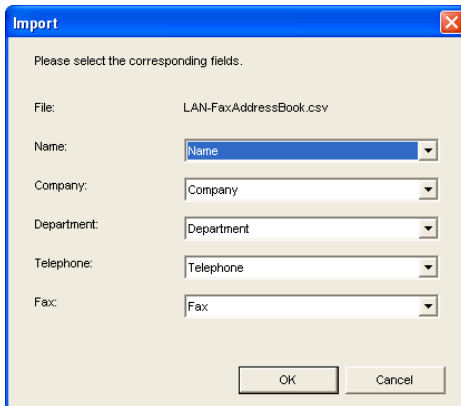 Import
Please select the corresponding fields.
File: LAN-FaxAddressBook.csv
Name: Name
Company: Company
Department: Department
Telephone: Telephone
Fax: Fax
OK Cancel